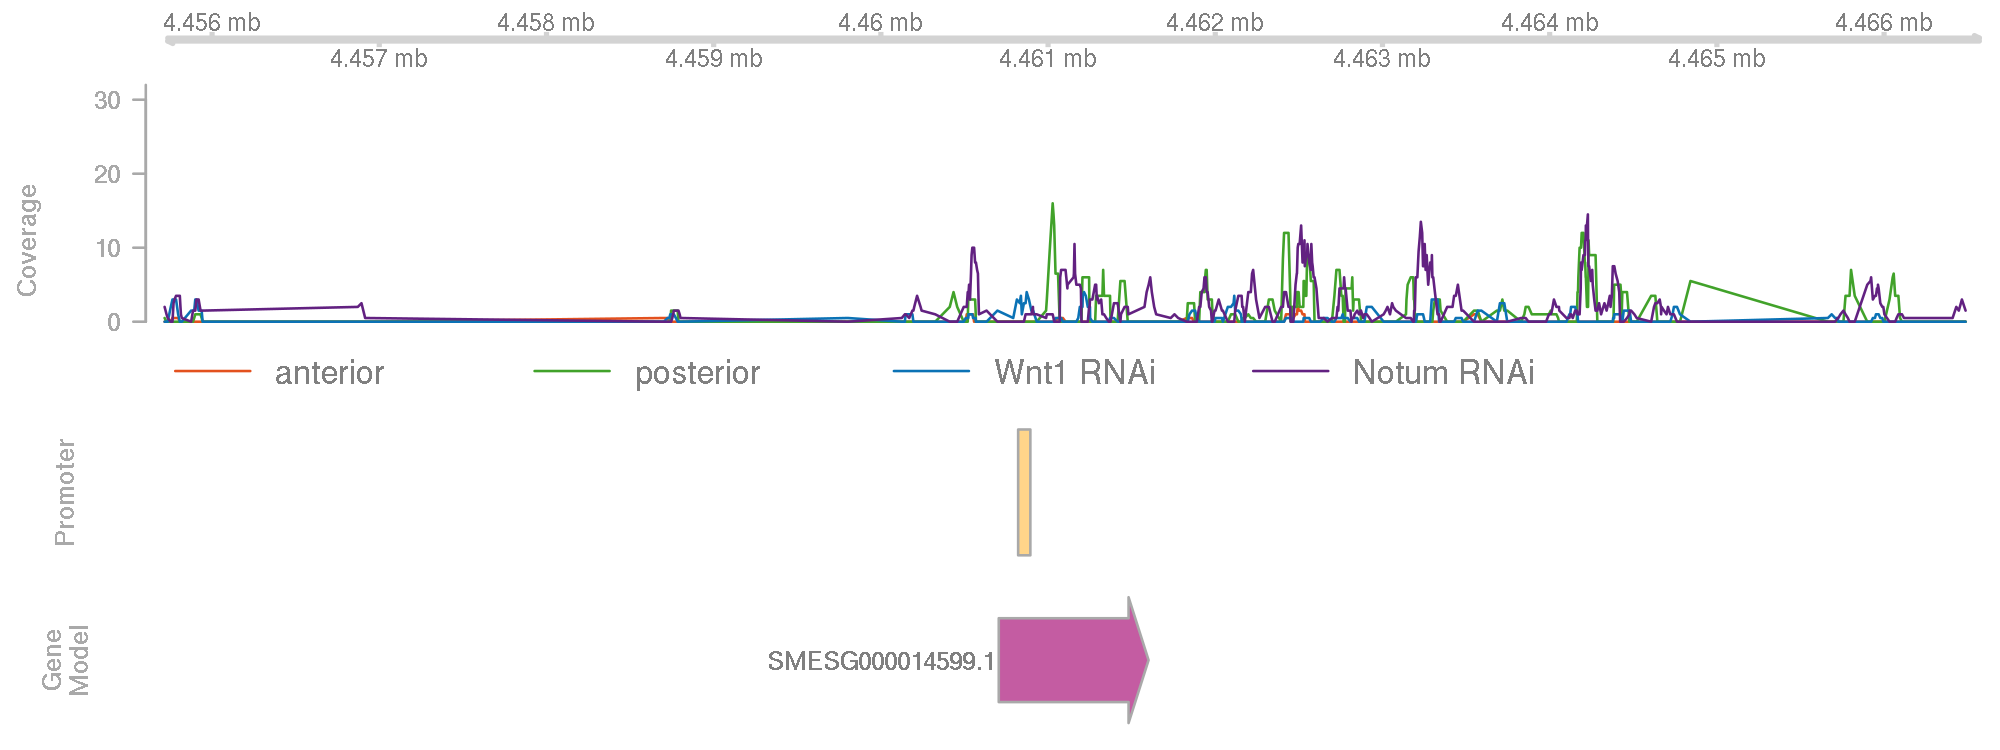 4.456 mb 4.458 mb 4.46 mb 4.462 mb 4.464 mb 4.466 mb
4.457 mb 4.459 mb 4.461 mb 4.463 mb 4.465 mb
30
20
10
0
Coverage
anterior posterior Wnt1 RNAi Notum RNAi
Promoter
Gene
Model
SMESG000014599.1